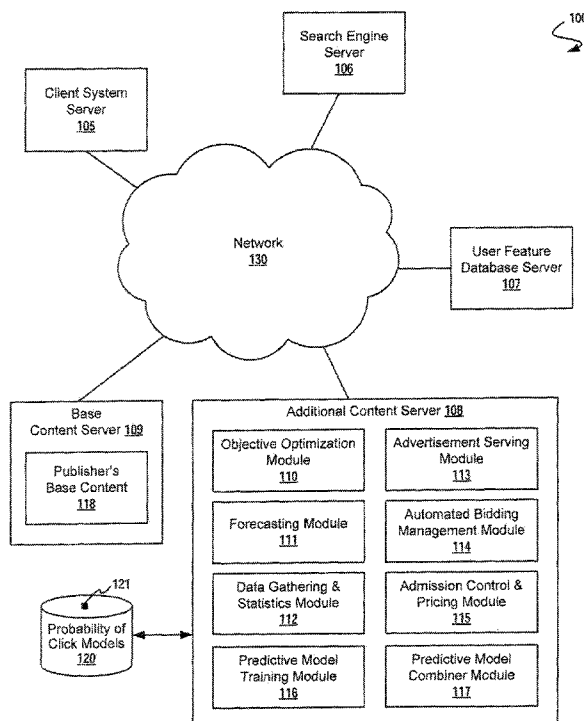 100
Search Engine
Server
106
Client System
Server
105
Network
130
User Feature
Database Server
107
Base
Content Server 109
Publisher's
Base Content
118
Additional Content Server 108
Objective Optimization
Module
110
Advertisement Serving
Module
113
Forecasting Module
111
Automated Bidding
Management Module
114
Data Gathering &
Statistics Module
112
Admission Control &
Pricing Module
115
Predictive Model
Training Module
116
Predictive Model
Combiner Module
117
121
Probability of
Click Models
120